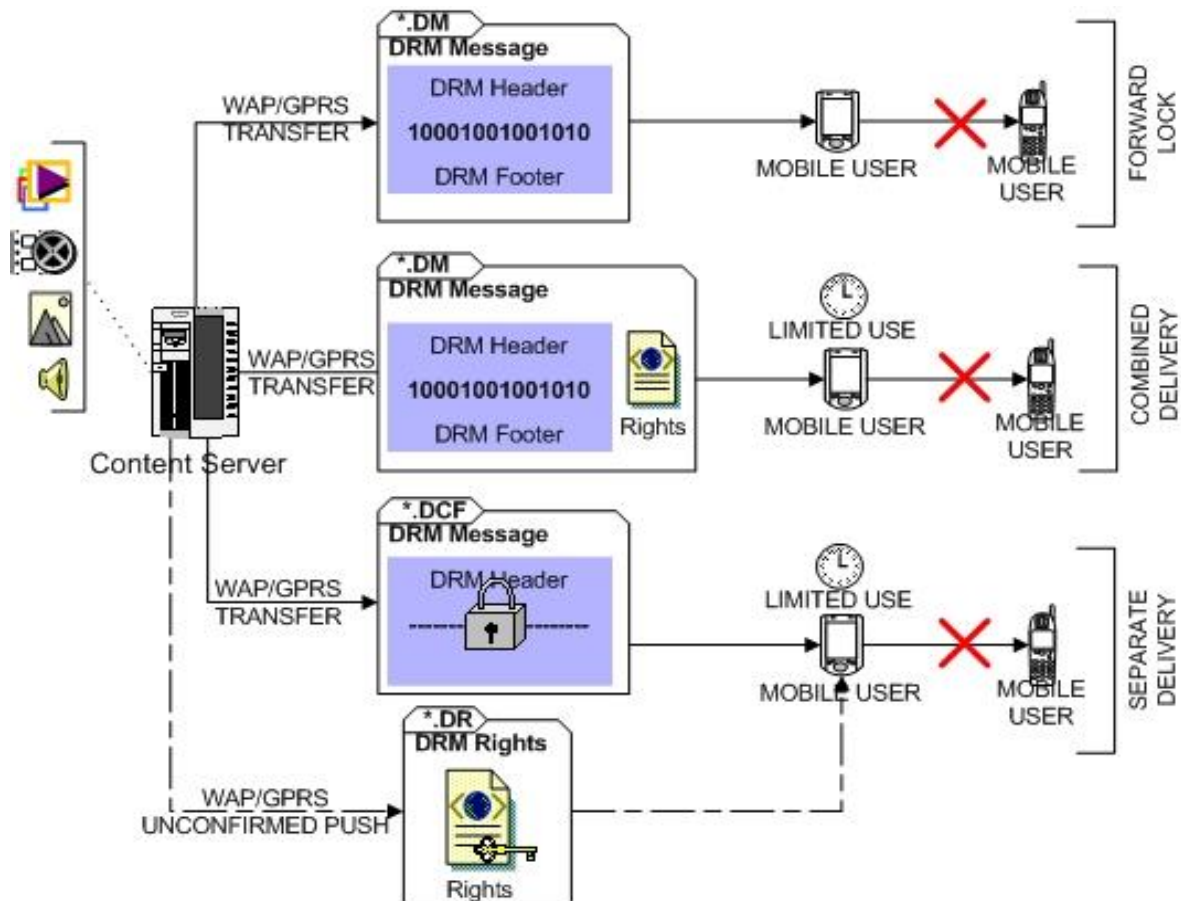 *.DM
DRM Message
DRM Header
10001001001010
DRM Footer
WAP/GPRS
TRANSFER
MOBILE USER
MOBILE
USER
FORWARD
LOCK
*.DM
DRM Message
DRM Header
10001001001010
DRM Footer
Rights
WAP/GPRS
TRANSFER
LIMITED USE
MOBILE USER
MOBILE
USER
COMBINED
DELIVERY
Content Server
*.DCF
DRM Message
DRM Header
WAP/GPRS
TRANSFER
LIMITED USE
MOBILE USER
MOBILE
USER
SEPARATE
DELIVERY
*.DR
DRM Rights
Rights
WAP/GPRS
UNCONFIRMED PUSH